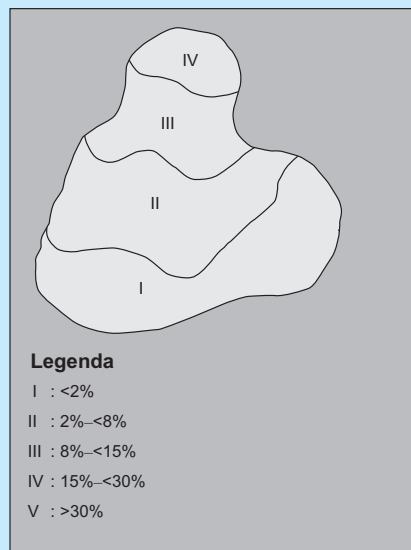 IV
III
II
I
Legenda
I : <2%
II : 2%–<8%
III : 8%–<15%
IV : 15%–<30%
V : >30%